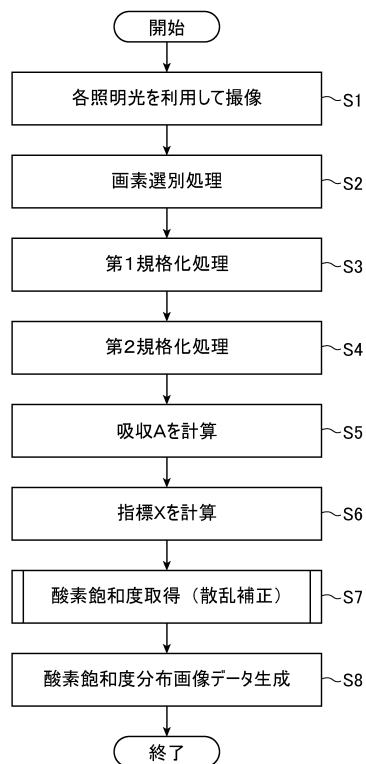 開始
各照明光を利用して撮像 S1
画素選別処理 S2
第1規格化処理 S3
第2規格化処理 S4
吸収Aを計算 S5
指標Xを計算 S6
酸素飽和度取得（散乱補正） S7
酸素飽和度分布画像データ生成 S8
終了